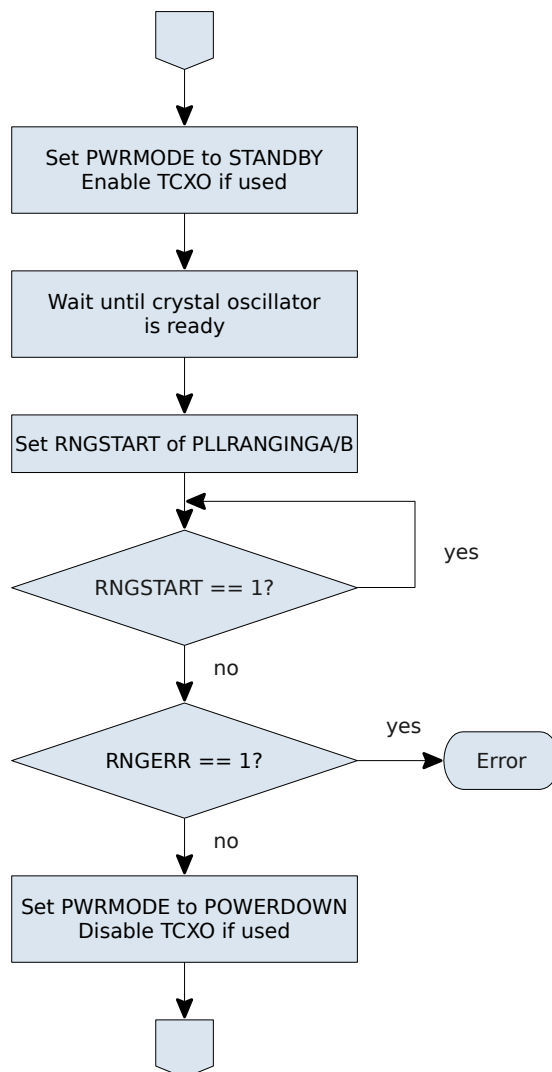 Set PWRMODE to STANDBY
Enable TCXO if used
Wait until crystal oscillator
is ready
Set RNGSTART of PLLRANGINGA/B
RNGSTART == 1?
yes
no
RNGERR == 1?
yes
Error
no
Set PWRMODE to POWERDOWN
Disable TCXO if used